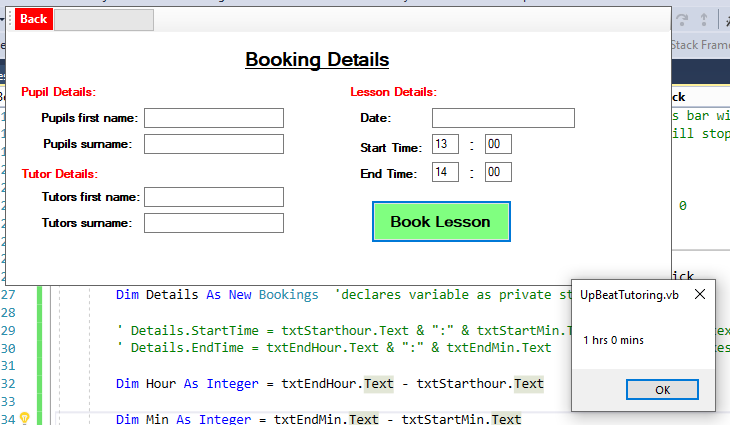 Back
Booking Details
Pupil Details:
Pupils first name:
Pupils surname:
Tutor Details:
Tutors first name:
Tutors surname:
Lesson Details:
Date:
Start Time: 13 : 00
End Time: 14 : 00
Book Lesson
Stack Frame
ck
s bar wi
ill stop
0
ick
UpBeatTutoring.vb
1 hrs 0 mins
OK
27 Dim Details As New Bookings 'declares variable as private st
28
29 ' Details.StartTime = txtStarthour.Text & ":" & txtStartMin.T
30 ' Details.EndTime = txtEndHour.Text & ":" & txtEndMin.Text
31
32 Dim Hour As Integer = txtEndHour.Text - txtStarthour.Text
33
34 Dim Min As Integer = txtEndMin.Text - txtStartMin.Text